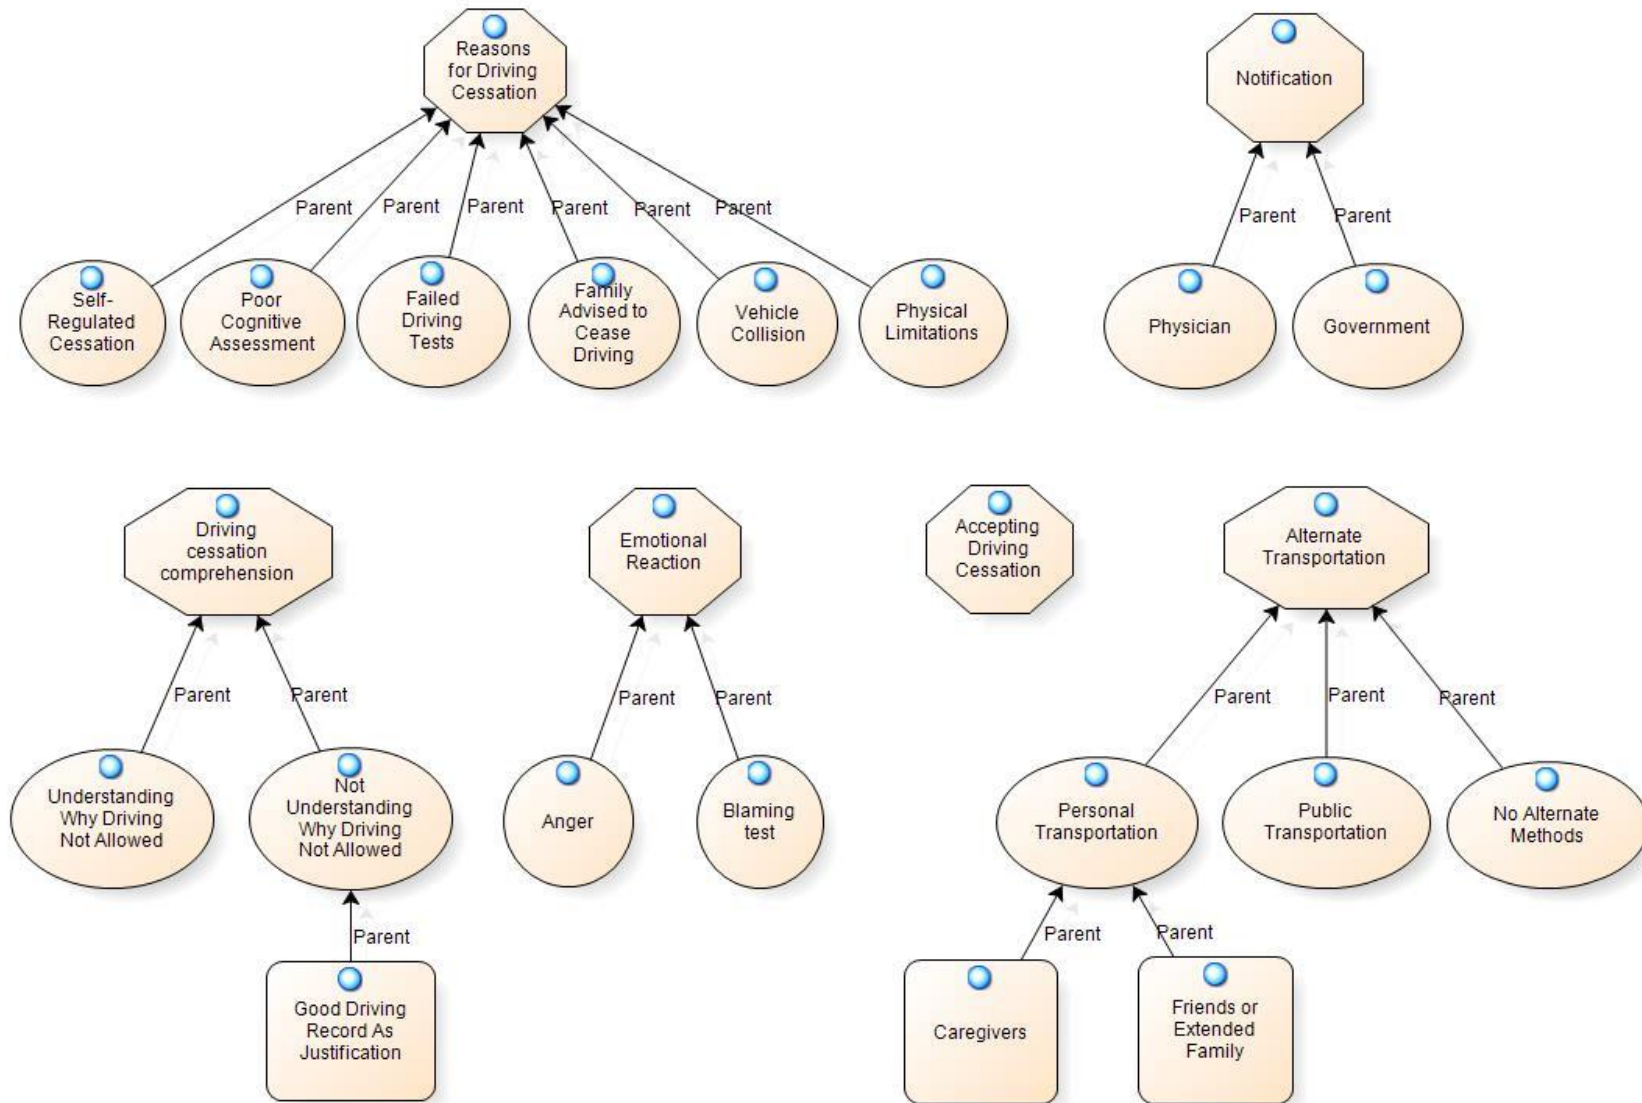 Reasons
for Driving
Cessation
Notification
Parent
Parent
Parent
Parent
Parent
Parent
Parent
Parent
Self-
Regulated
Cessation
Poor
Cognitive
Assessment
Failed
Driving
Tests
Family
Advised to
Cease
Driving
Vehicle
Collision
Physical
Limitations
Physician
Government
Driving
cessation
comprehension
Emotional
Reaction
Accepting
Driving
Cessation
Alternate
Transportation
Parent
Parent
Parent
Parent
Parent
Parent
Parent
Understanding
Why Driving
Not Allowed
Not
Understanding
Why Driving
Not Allowed
Anger
Blaming
test
Personal
Transportation
Public
Transportation
No Alternate
Methods
Parent
Parent
Parent
Good Driving
Record As
Justification
Caregivers
Friends or
Extended
Family